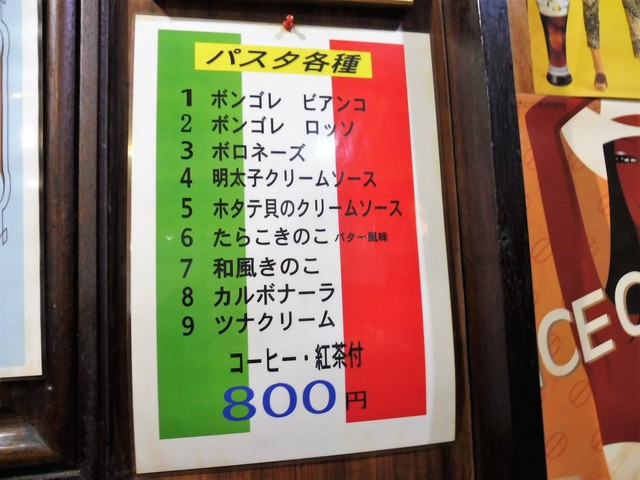 パスタ各種
1 ボンゴレ ビアンコ
2 ボンゴレ ロッソ
3 ボロネーズ
4 明太子クリームソース
5 ホタテ貝のクリームソース
6 たらこきのこ バター風味
7 和風きのこ
8 カルボナーラ
9 ツナクリーム
コーヒー・紅茶付
800円
ICE C